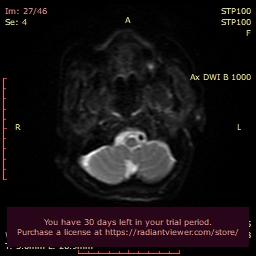 Im: 27/46
Se: 4
A
STP100
STP100
F
Ax DWI B 1000
R
L
You have 30 days left in your trial period.
Purchase a license at https://radiantviewer.com/store/